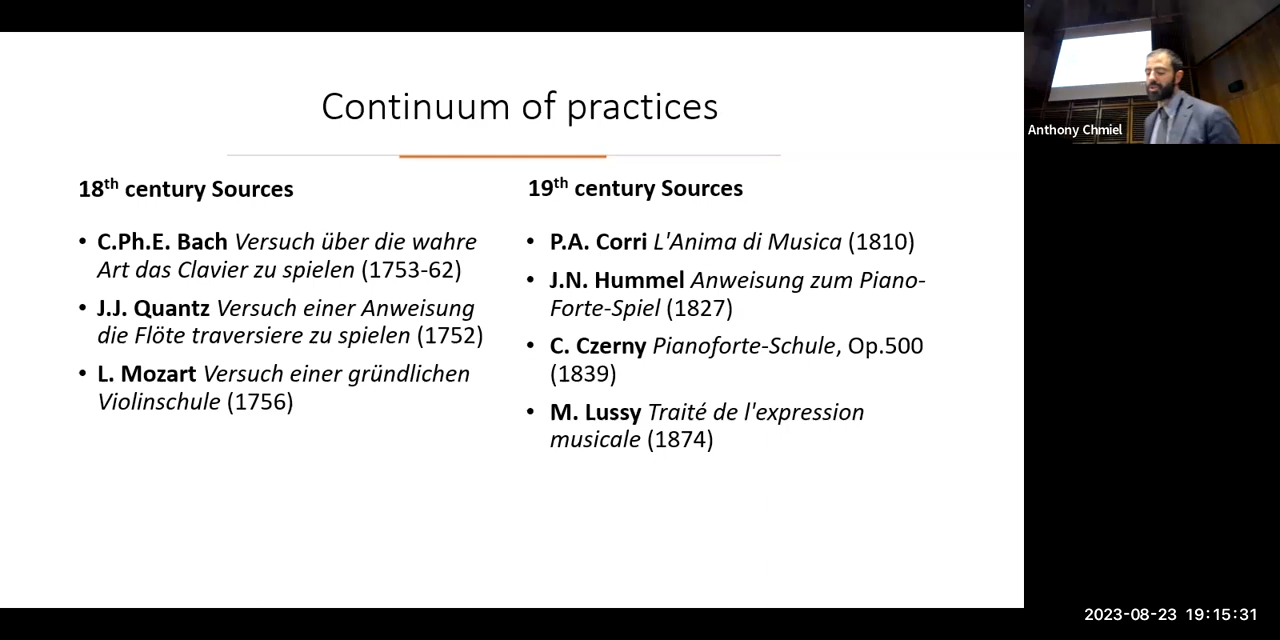 Continuum of practices
18th century Sources
• C.Ph.E. Bach Versuch über die wahre
Art das Clavier zu spielen (1753-62)
• J.J. Quantz Versuch einer Anweisung
die Flöte traversiere zu spielen (1752)
• L. Mozart Versuch einer gründlichen
Violinschule (1756)
19th century Sources
• P.A. Corri L'Anima di Musica (1810)
• J.N. Hummel Anweisung zum Piano-
Forte-Spiel (1827)
• C. Czerny Pianoforte-Schule, Op.500
(1839)
• M. Lussy Traité de l'expression
musicale (1874)
Anthony Chmiel
2023-08-23 19:15:31